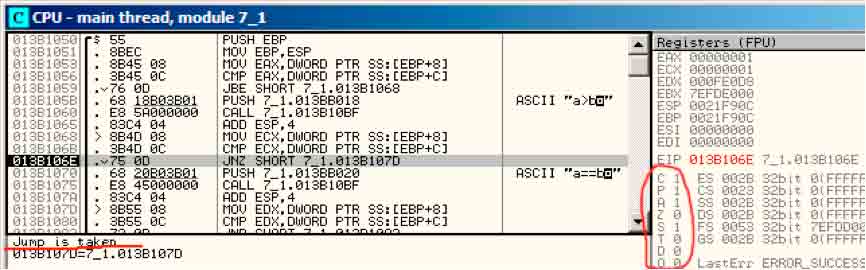 C CPU - main thread, module 7_1
013B1050 $ 55 PUSH EBP
013B1051 . 8BEC MOV EBP,ESP
013B1053 . 8B45 08 MOV EAX,DWORD PTR SS:[EBP+8]
013B1056 . 3B45 0C CMP EAX,DWORD PTR SS:[EBP+C]
013B1059 . 76 0D JBE SHORT 7_1.013B1068
013B105B . 68 18B03B01 PUSH 7_1.013BB018 ASCII "a>b
013B1060 . E8 5A000000 CALL 7_1.013B10BF
013B1065 . 83C4 04 ADD ESP,4
013B1068 > 8B4D 08 MOV ECX,DWORD PTR SS:[EBP+8]
013B106B . 3B4D 0C CMP ECX,DWORD PTR SS:[EBP+C]
013B106E . 75 0D JNZ SHORT 7_1.013B107D
013B1070 . 68 20B03B01 PUSH 7_1.013BB020 ASCII "a==b
013B1075 . E8 45000000 CALL 7_1.013B10BF
013B107A . 83C4 04 ADD ESP,4
013B107D > 8B55 08 MOV EDX,DWORD PTR SS:[EBP+8]
013B1080 . 3B55 0C CMP EDX,DWORD PTR SS:[EBP+C]
Jump is taken
013B107D=7_1.013B107D
Registers (FPU)
EAX 00000001
ECX 00000001
EDX 000FE0D8
EBX 7EFDE000
ESP 0021F90C
EBP 0021F90C
ESI 00000000
EDI 00000000
EIP 013B106E 7_1.013B106E
C 1 ES 002B 32bit 0(FFFFF
P 1 CS 0023 32bit 0(FFFFF
A 1 SS 002B 32bit 0(FFFFF
Z 0 DS 002B 32bit 0(FFFFF
S 1 FS 0053 32bit 7EFDD00
T 0 GS 002B 32bit 0(FFFFF
D 0
O 0 LastErr ERROR_SUCCESS